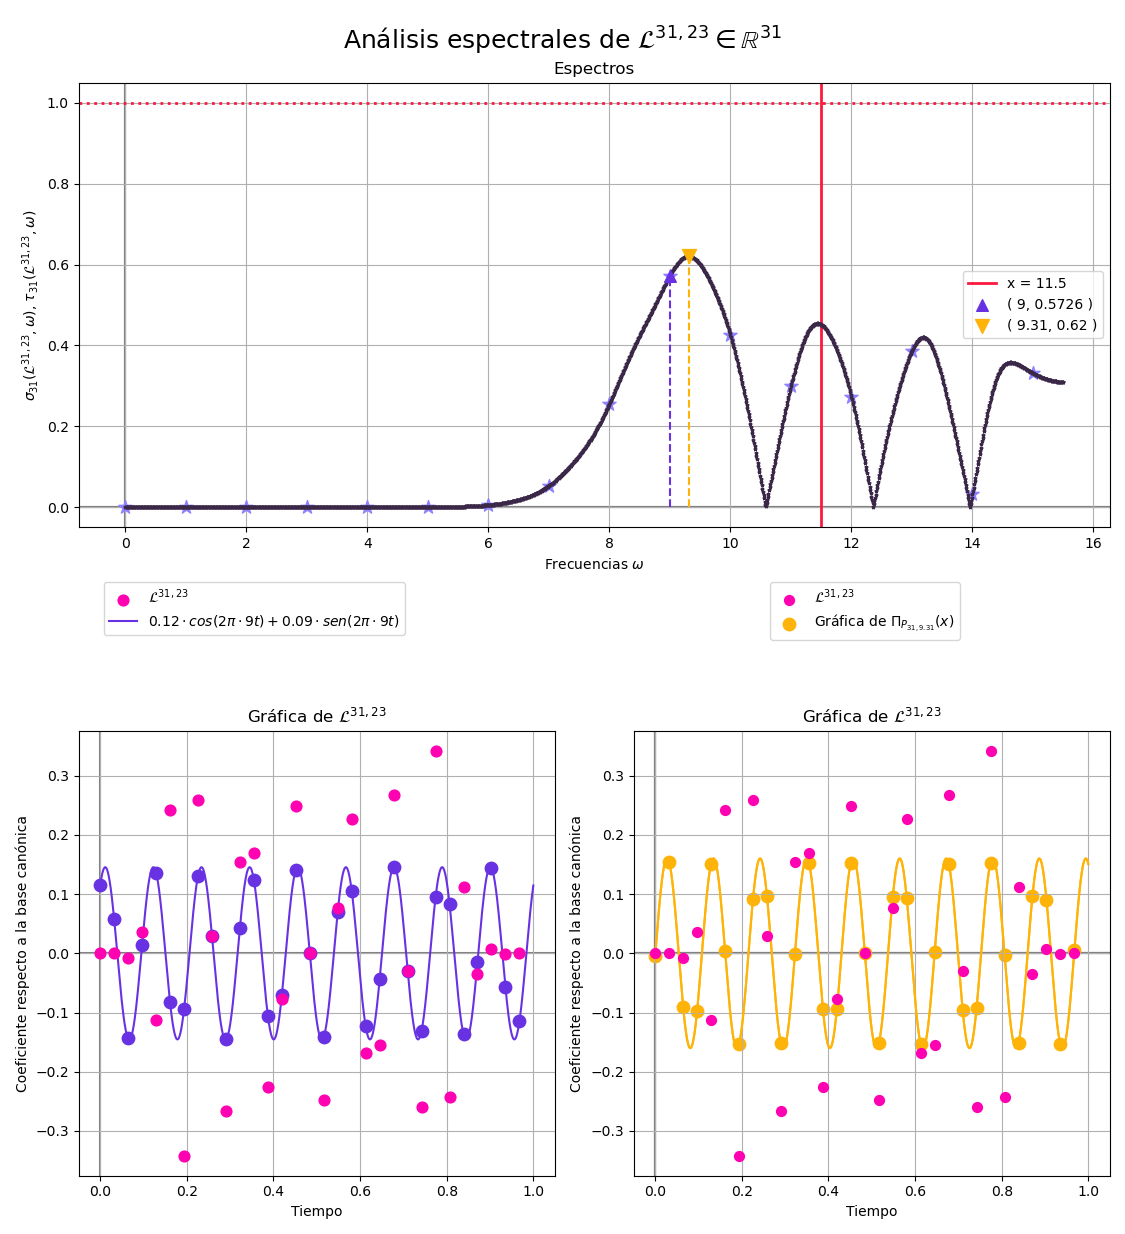 Análisis espectrales de 𝓛^{31,23} ∈ ℝ^{31}
Espectros
σ_{31}(𝓛^{31,23}, ω), τ_{31}(𝓛^{31,23}, ω)
1.0
0.8
0.6
0.4
0.2
0.0
x = 11.5
( 9, 0.5726 )
( 9.31, 0.62 )
0 2 4 6 8 10 12 14 16
Frecuencias ω
𝓛^{31,23}
0.12 · cos(2π · 9t) + 0.09 · sen(2π · 9t)
𝓛^{31,23}
Gráfica de Π_{P_{31,9.31}}(x)
Gráfica de 𝓛^{31,23}
Coeficiente respecto a la base canónica
0.3
0.2
0.1
0.0
−0.1
−0.2
−0.3
0.0 0.2 0.4 0.6 0.8 1.0
Tiempo
Gráfica de 𝓛^{31,23}
Coeficiente respecto a la base canónica
0.3
0.2
0.1
0.0
−0.1
−0.2
−0.3
0.0 0.2 0.4 0.6 0.8 1.0
Tiempo